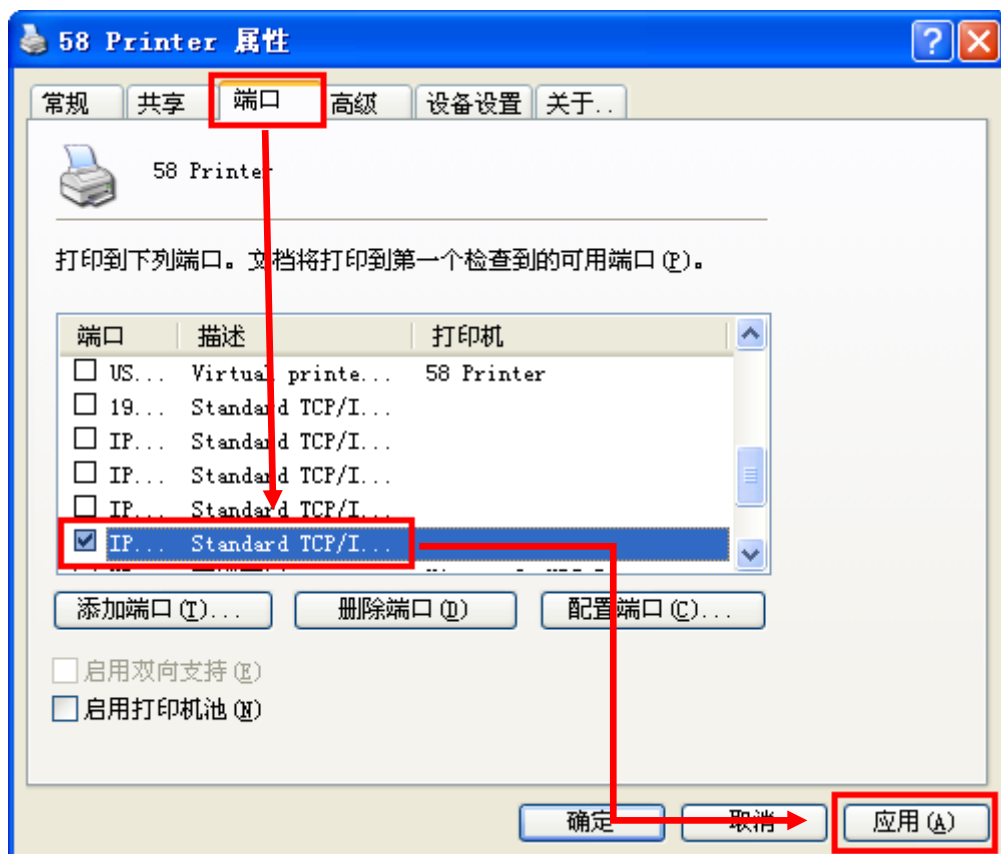 58 Printer 属性
常规 共享 端口 高级 设备设置 关于..
58 Printer
打印到下列端口。文档将打印到第一个检查到的可用端口(P)。
端口 描述 打印机
US... Virtual printe... 58 Printer
19... Standard TCP/I...
IP... Standard TCP/I...
IP... Standard TCP/I...
IP... Standard TCP/I...
IP... Standard TCP/I...
添加端口(T)... 删除端口(D) 配置端口(C)...
启用双向支持(E)
启用打印机池(N)
确定 取消 应用(A)